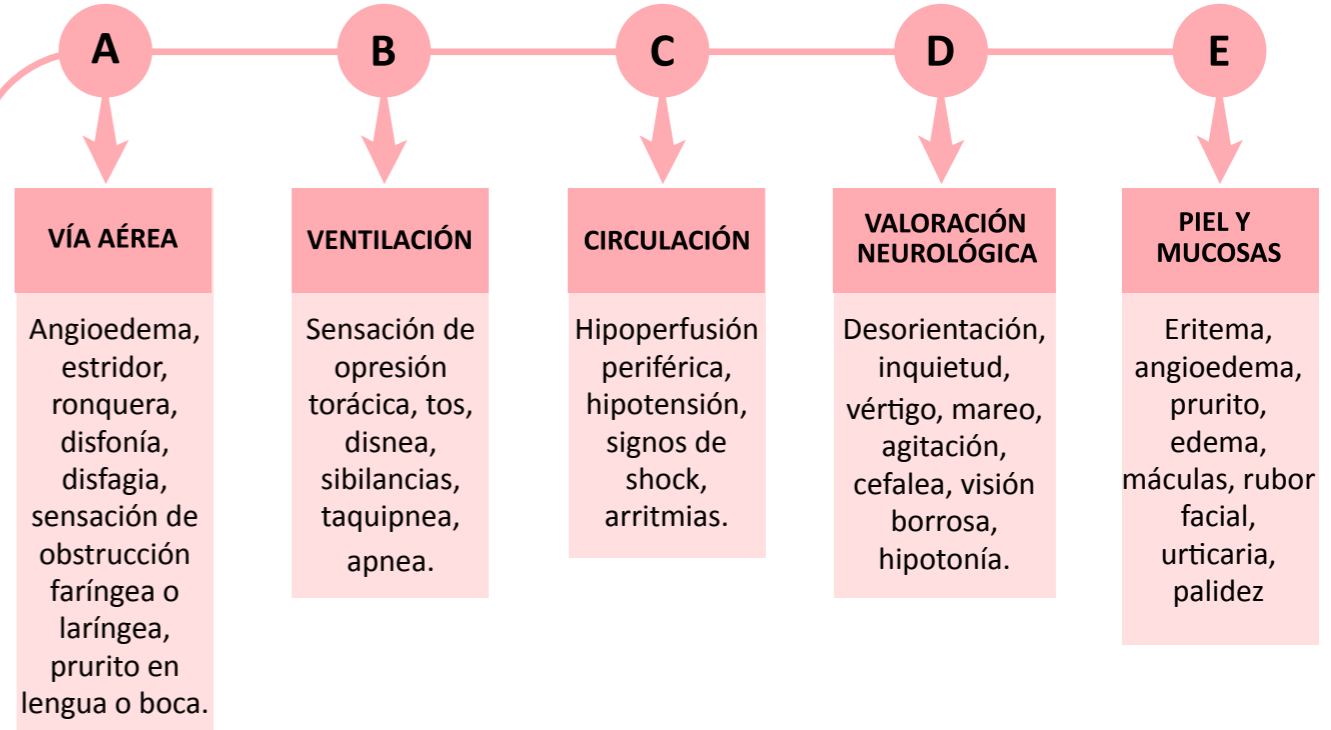 A
B
C
D
E
VÍA AÉREA
Angioedema,
estridor,
ronquera,
disfonía,
disfagia,
sensación de
obstrucción
faríngea o
laríngea,
prurito en
lengua o boca.
VENTILACIÓN
Sensación de
opresión
torácica, tos,
disnea,
sibilancias,
taquipnea,
apnea.
CIRCULACIÓN
Hipoperfusión
periférica,
hipotensión,
signos de
shock,
arritmias.
VALORACIÓN
NEUROLÓGICA
Desorientación,
inquietud,
vértigo, mareo,
agitación,
cefalea, visión
borrosa,
hipotonía.
PIEL Y
MUCOSAS
Eritema,
angioedema,
prurito,
edema,
máculas, rubor
facial,
urticaria,
palidez